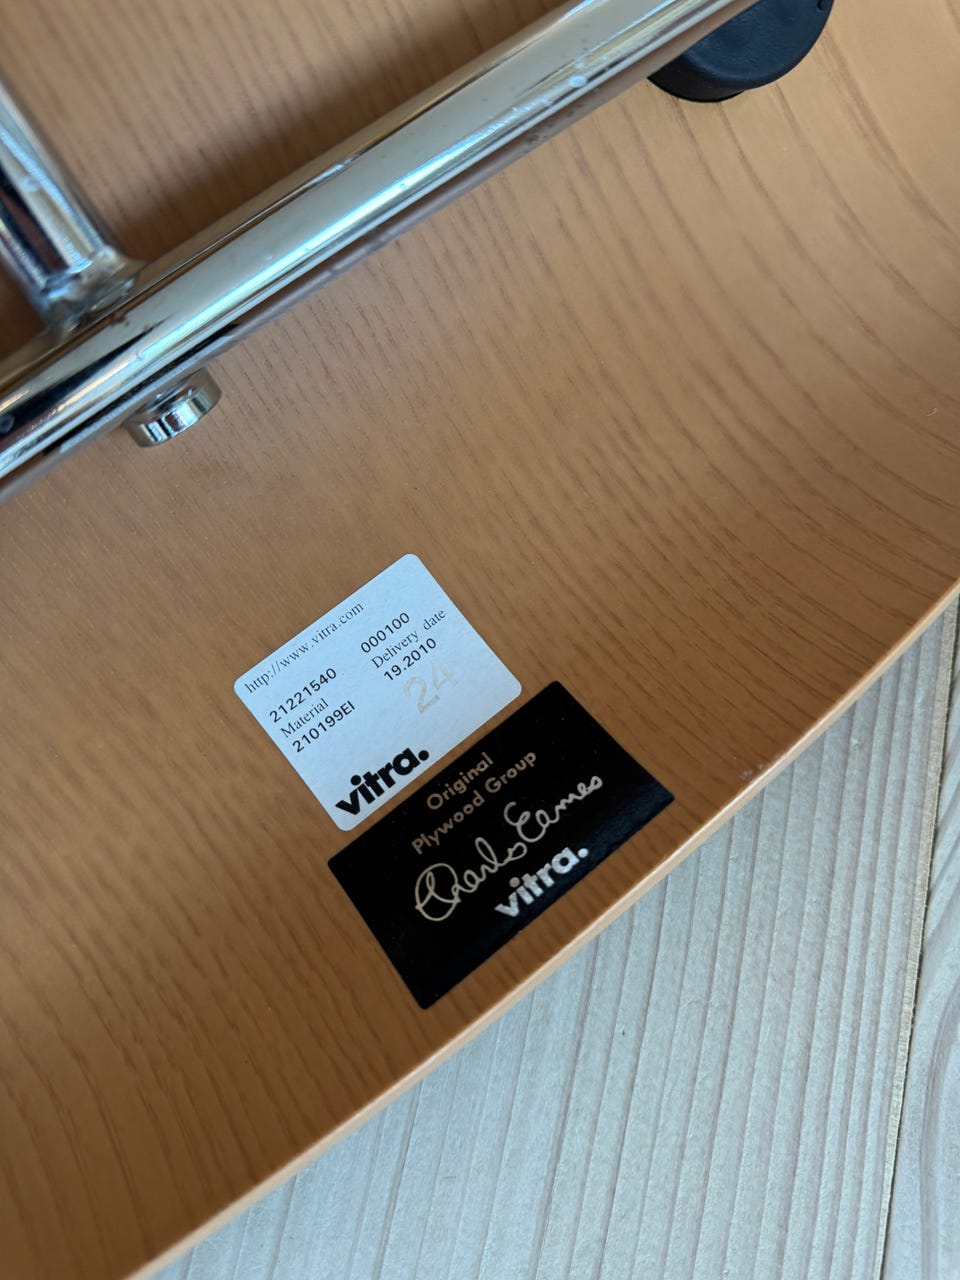 http://www.vitra.com
21221540 000100
Material Delivery date
210199EI 19.2010
24
vitra.
Original
Plywood Group
Charles Eames
vitra.